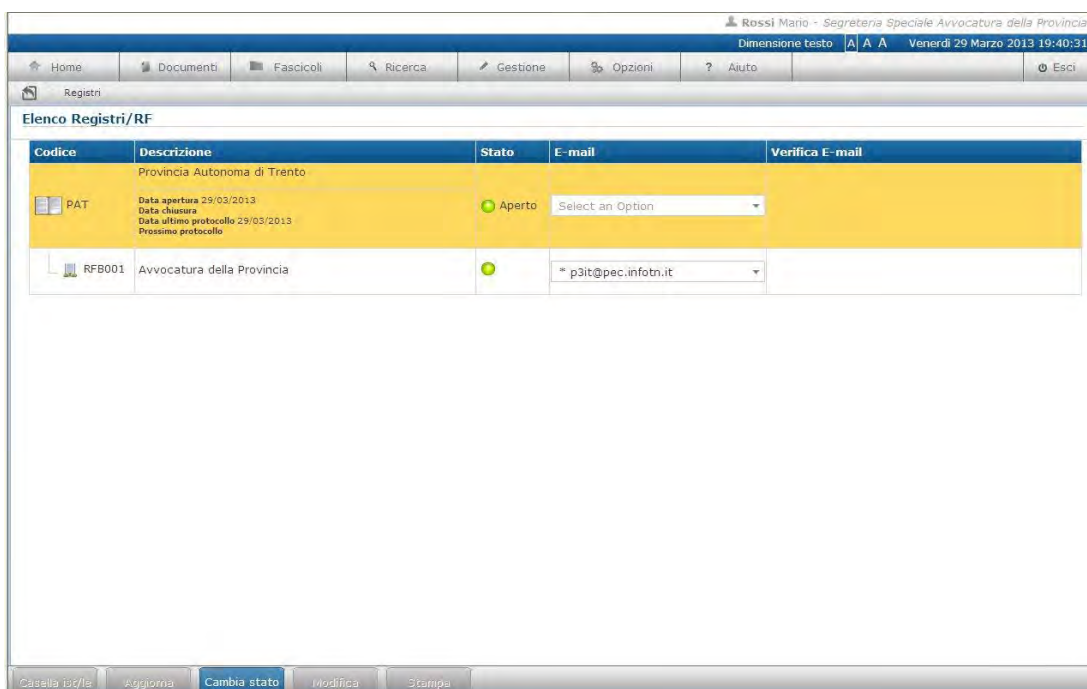 Rossi Mario - Segreteria Speciale Avvocatura della Provincia
Dimensione testo A A A Venerdì 29 Marzo 2013 19:40:31
Home Documenti Fascicoli Ricerca Gestione Opzioni ? Aiuto Esci
Registri
Elenco Registri/RF
Codice Descrizione Stato E-mail Verifica E-mail
Provincia Autonoma di Trento
PAT Aperto Select an Option
Data apertura 29/03/2013
Data chiusura
Data ultimo protocollo 29/03/2013
Prossimo protocollo
RFB001 Avvocatura della Provincia * p3it@pec.infotn.it
Casella ist/le Aggiorna Cambia stato Modifica Stampa